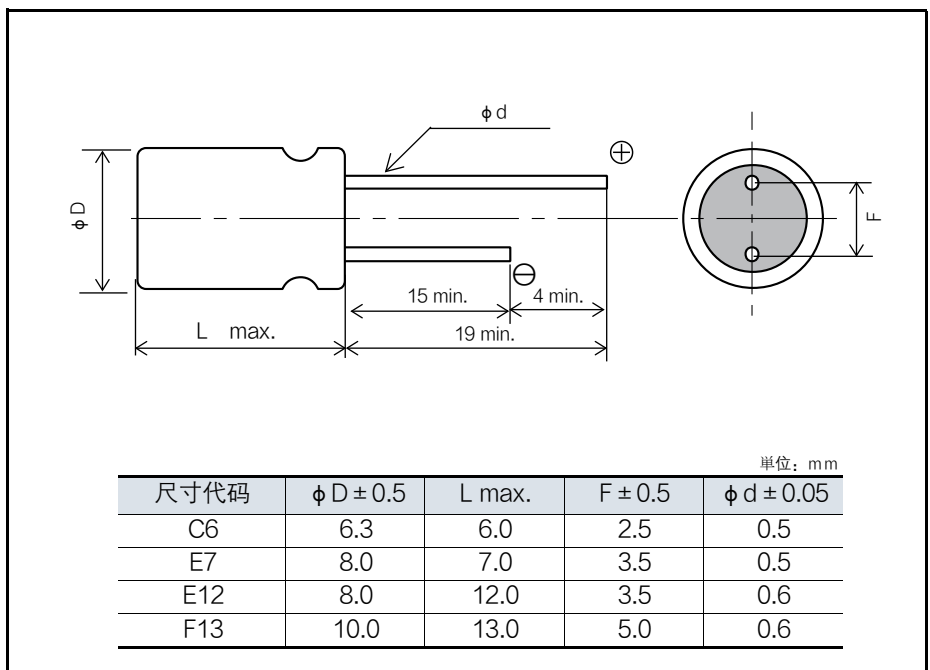 ϕd
⊕
ϕD
F
⊖
15 min.
4 min.
L max.
19 min.
単位：mm
尺寸代码 ϕD±0.5 L max. F±0.5 ϕd±0.05
C6 6.3 6.0 2.5 0.5
E7 8.0 7.0 3.5 0.5
E12 8.0 12.0 3.5 0.6
F13 10.0 13.0 5.0 0.6